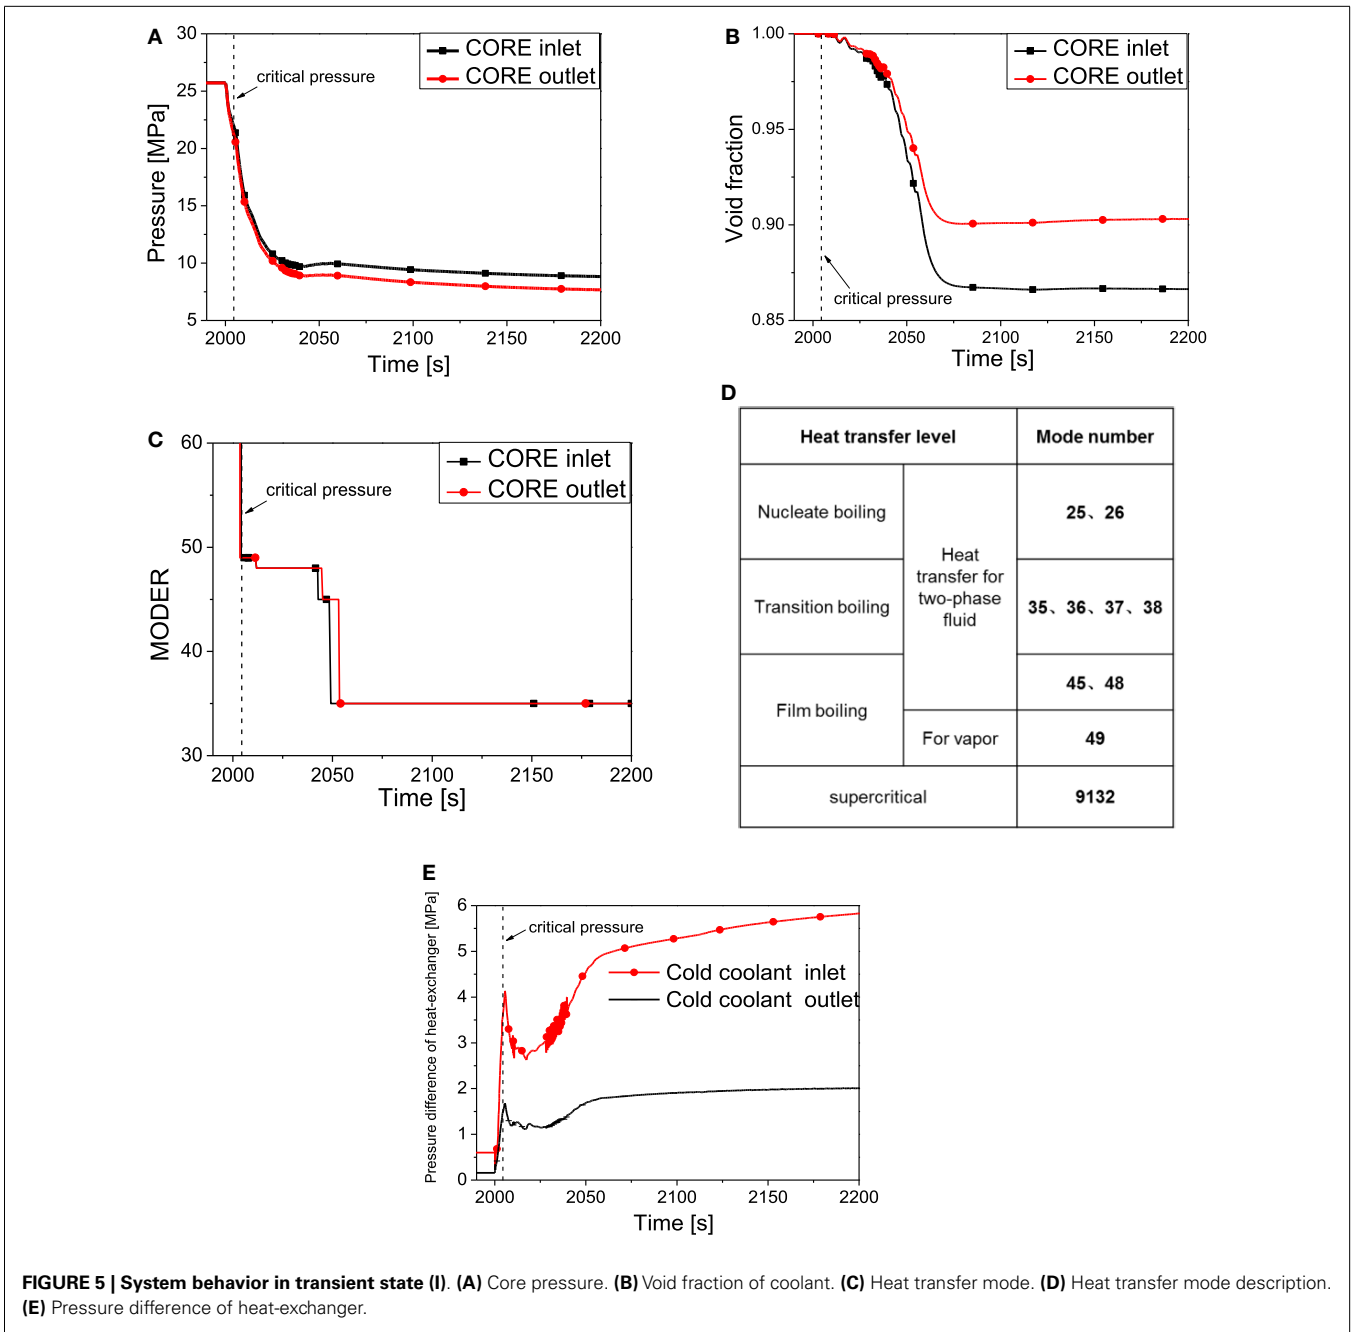 A
30
25
20
15
10
5
Pressure [MPa]
critical pressure
CORE inlet
CORE outlet
2000 2050 2100 2150 2200
Time [s]
B
1.00
0.95
0.90
0.85
Void fraction
CORE inlet
CORE outlet
critical pressure
2000 2050 2100 2150 2200
Time [s]
C
60
50
40
30
MODER
critical pressure
CORE inlet
CORE outlet
2000 2050 2100 2150 2200
Time [s]
D
Heat transfer level Mode number
Nucleate boiling 25、26
Heat
transfer for
two-phase
fluid
Transition boiling 35、36、37、38
45、48
Film boiling
For vapor 49
supercritical 9132
E
6
5
4
3
2
1
0
Pressure difference of heat-exchanger [MPa]
critical pressure
Cold coolant inlet
Cold coolant outlet
2000 2050 2100 2150 2200
Time [s]
FIGURE 5 | System behavior in transient state (I). (A) Core pressure. (B) Void fraction of coolant. (C) Heat transfer mode. (D) Heat transfer mode description.
(E) Pressure difference of heat-exchanger.